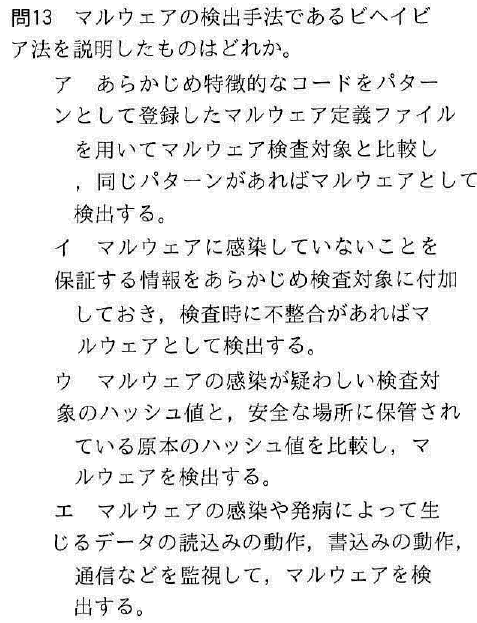 問13 マルウェアの検出手法であるビヘイビ
ア法を説明したものはどれか。
ア あらかじめ特徴的なコードをパター
ンとして登録したマルウェア定義ファイル
を用いてマルウェア検査対象と比較し
，同じパターンがあればマルウェアとして
検出する。
イ マルウェアに感染していないことを
保証する情報をあらかじめ検査対象に付加
しておき，検査時に不整合があればマ
ルウェアとして検出する。
ウ マルウェアの感染が疑わしい検査対
象のハッシュ値と，安全な場所に保管され
ている原本のハッシュ値を比較し，マ
ルウェアを検出する。
エ マルウェアの感染や発病によって生
じるデータの読込みの動作，書込みの動作，
通信などを監視して，マルウェアを検
出する。